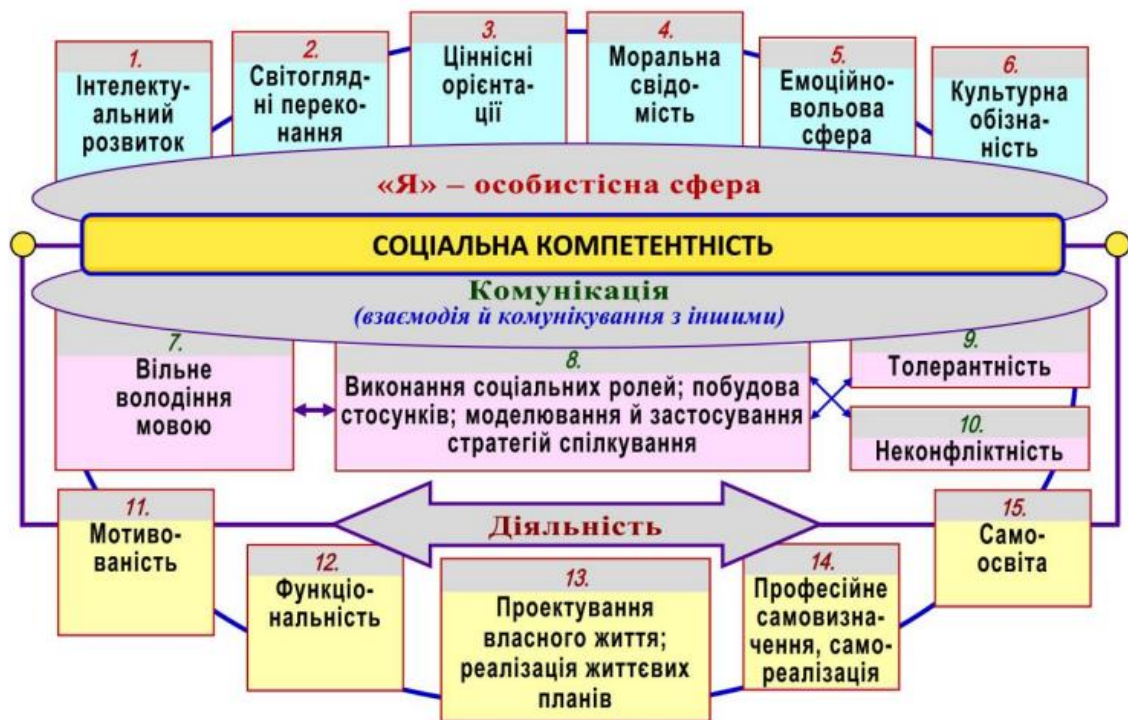 1.
Інтелекту-
альний
розвиток
2.
Світогляд-
ні переко-
нання
3.
Ціннісні
орієнта-
ції
4.
Моральна
свідо-
мість
5.
Емоційно-
вольова
сфера
6.
Культурна
обізна-
ність
«Я» – особистісна сфера
СОЦІАЛЬНА КОМПЕТЕНТНІСТЬ
Комунікація
(взаємодія й комунікування з іншими)
7.
Вільне
володіння
мовою
8.
Виконання соціальних ролей; побудова
стосунків; моделювання й застосування
стратегій спілкування
9.
Толерантність
10.
Неконфліктність
Діяльність
11.
Мотиво-
ваність
12.
Функціо-
нальність
13.
Проектування
власного життя;
реалізація життєвих
планів
14.
Професійне
самовизна-
чення, само-
реалізація
15.
Само-
освіта